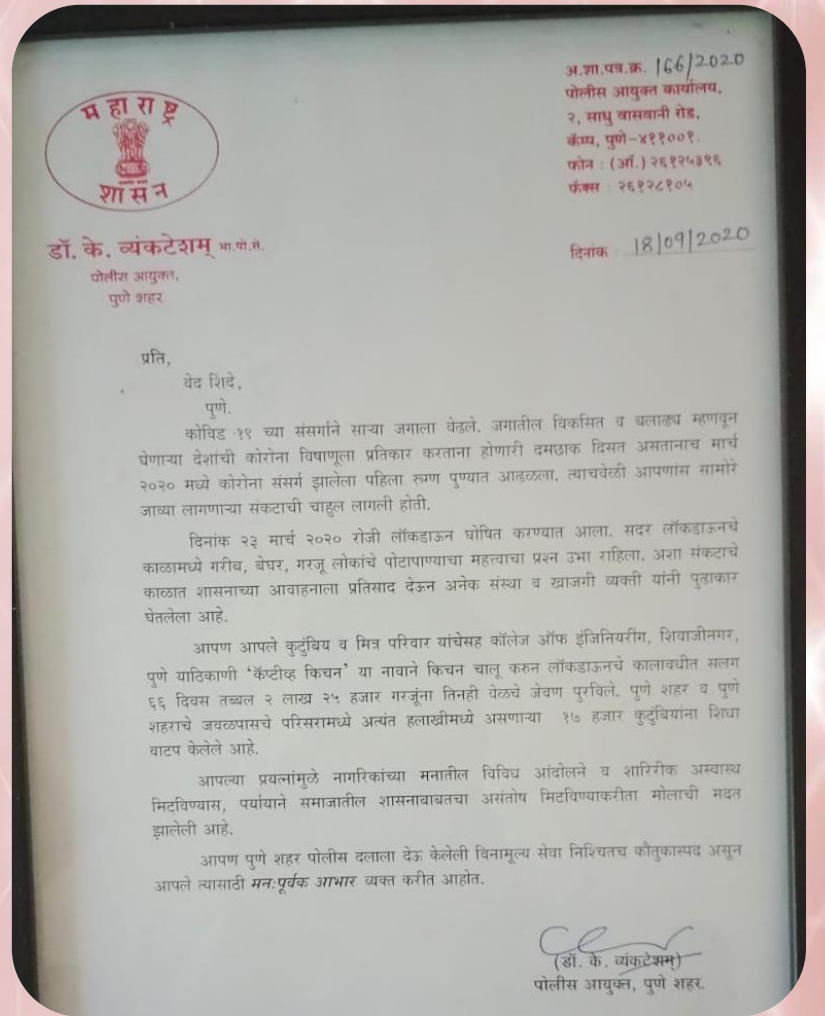 महाराष्ट्र
शासन
अ.शा.पत्र.क्र. 166/2020
पोलीस आयुक्त कार्यालय,
२, साधु वासवानी रोड,
कॅम्प, पुणे-४११००१.
फोन : (ऑ.) २६१२५३९६
फॅक्स : २६१२८१०५
डॉ. के. व्यंकटेशम् भा.पो.से.
पोलीस आयुक्त,
पुणे शहर
दिनांक : 18/09/2020
प्रति,
वेद शिंदे,
पुणे.
कोविड १९ च्या संसर्गाने साऱ्या जगाला वेढले. जगातील विकसित व बलाढ्य म्हणवून
घेणाऱ्या देशांची कोरोना विषाणूला प्रतिकार करताना होणारी दमछाक दिसत असतानाच मार्च
२०२० मध्ये कोरोना संसर्ग झालेला पहिला रूग्ण पुण्यात आढळला. त्याचवेळी आपणांस सामोरे
जाव्या लागणाऱ्या संकटाची चाहुल लागली होती.
दिनांक २३ मार्च २०२० रोजी लॉकडाऊन घोषित करण्यात आला. सदर लॉकडाऊनचे
काळामध्ये गरीब, बेघर, गरजू लोकांचे पोटापाण्याचा महत्त्वाचा प्रश्न उभा राहिला. अशा संकटाचे
काळात शासनाच्या आवाहनाला प्रतिसाद देऊन अनेक संस्था व खाजगी व्यक्ती यांनी पुढाकार
घेतलेला आहे.
आपण आपले कुटुंबिय व मित्र परिवार यांचेसह कॉलेज ऑफ इंजिनियरींग, शिवाजीनगर,
पुणे याठिकाणी ‘कॅप्टीव्ह किचन’ या नावाने किचन चालू करुन लॉकडाऊनचे कालावधीत सलग
६६ दिवस तब्बल २ लाख २५ हजार गरजूंना तिनही वेळचे जेवण पुरविले. पुणे शहर व पुणे
शहराचे जवळपासचे परिसरामध्ये अत्यंत हलाखीमध्ये असणाऱ्या १७ हजार कुटुंबियांना शिधा
वाटप केलेले आहे.
आपल्या प्रयत्नांमुळे नागरिकांच्या मनातील विविध आंदोलने व शारिरीक अस्वास्थ
मिटविण्यास, पर्यायाने समाजातील शासनाबाबतचा असंतोष मिटविण्याकरीता मोलाची मदत
झालेली आहे.
आपण पुणे शहर पोलीस दलाला देऊ केलेली विनामूल्य सेवा निश्चितच कौतुकास्पद असून
आपले त्यासाठी मन:पूर्वक आभार व्यक्त करीत आहोत.
(डॉ. के. व्यंकटेशम्)
पोलीस आयुक्त, पुणे शहर.